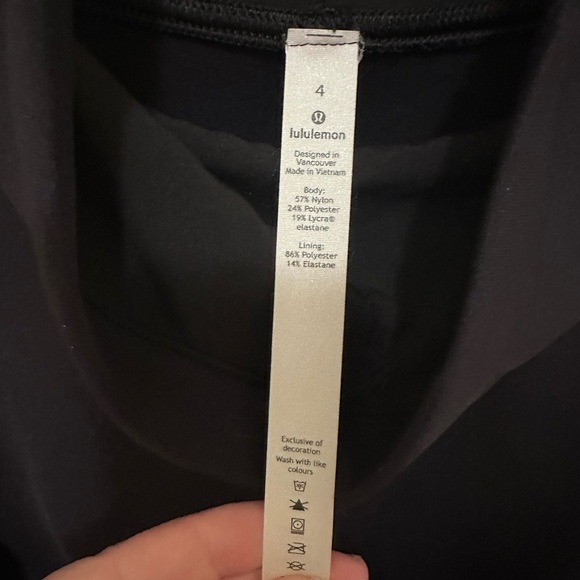 4
lululemon
Designed in
Vancouver
Made in Vietnam
Body:
57% Nylon
24% Polyester
19% Lycra®
elastane
Lining:
86% Polyester
14% Elastane
Exclusive of
decoration
Wash with like
colours